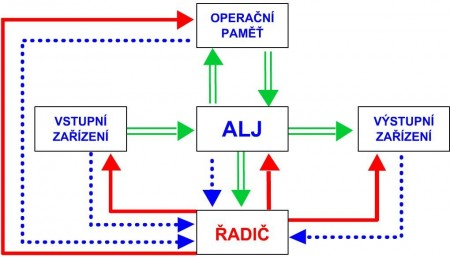 OPERAČNÍ
PAMĚŤ
VSTUPNÍ
ZAŘÍZENÍ
ALJ
VÝSTUPNÍ
ZAŘÍZENÍ
ŘADIČ